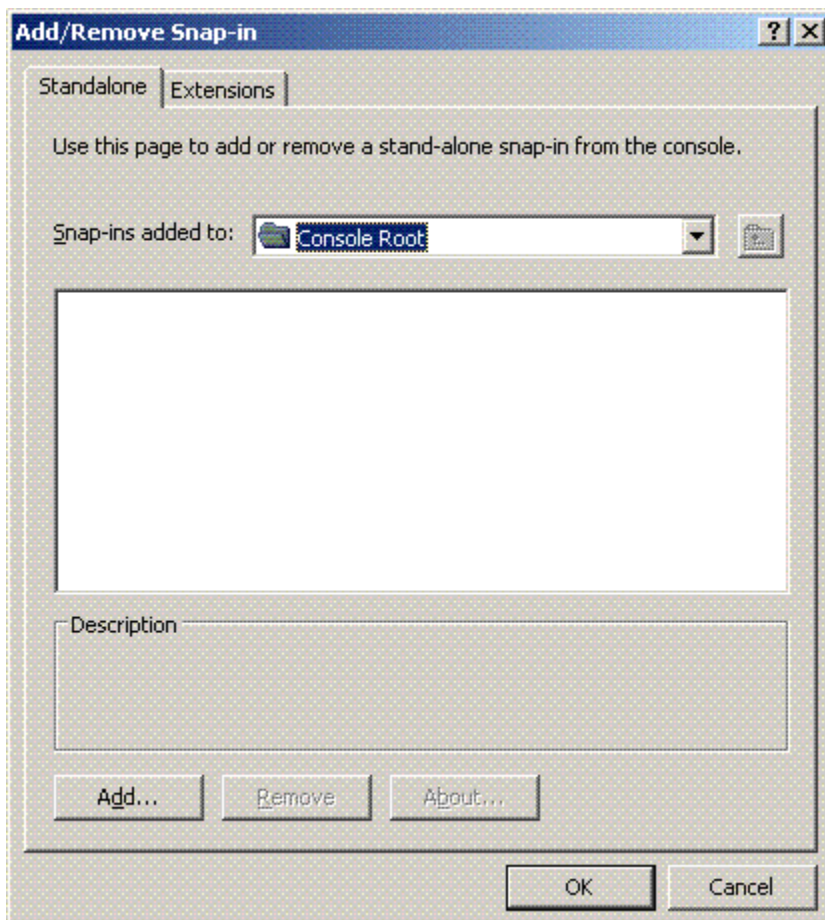 Add/Remove Snap-in
Standalone Extensions
Use this page to add or remove a stand-alone snap-in from the console.
Snap-ins added to: Console Root
Description
Add... Remove About...
OK Cancel